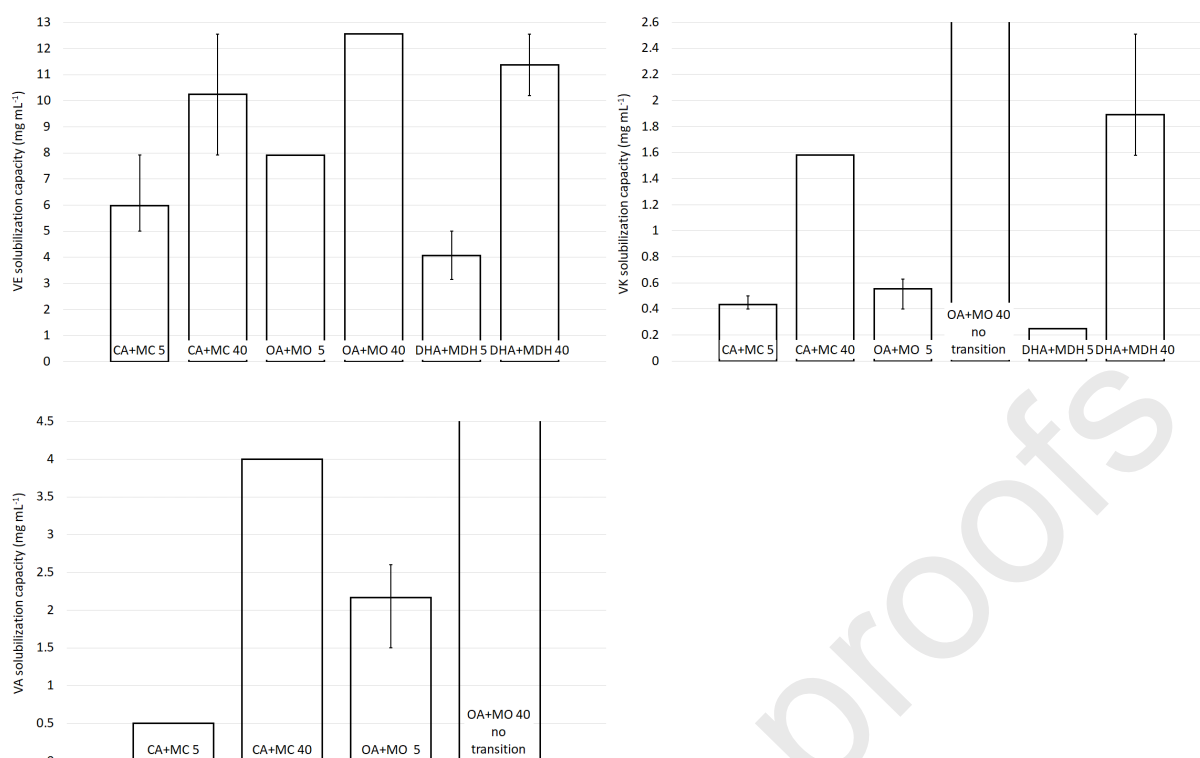 13
12
11
10
9
8
7
6
5
4
3
2
1
0
VE solubilization capacity (mg mL-1)
CA+MC 5
CA+MC 40
OA+MO 5
OA+MO 40
DHA+MDH 5
DHA+MDH 40
2.6
2.4
2.2
2
1.8
1.6
1.4
1.2
1
0.8
0.6
0.4
0.2
0
VK solubilization capacity (mg mL-1)
CA+MC 5
CA+MC 40
OA+MO 5
OA+MO 40
no
transition
DHA+MDH 5
DHA+MDH 40
4.5
4
3.5
3
2.5
2
1.5
1
0.5
VA solubilization capacity (mg mL-1)
CA+MC 5
CA+MC 40
OA+MO 5
OA+MO 40
no
transition
proofs